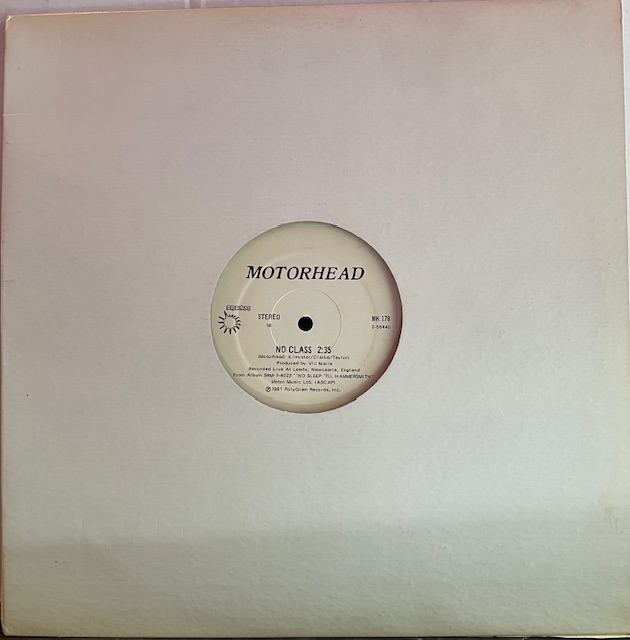 MOTORHEAD
STEREO
MK 178
2-56440
NO CLASS 2:35
(Motorhead: Kilmister/Clarke/Taylor)
Produced by Vic Maile
Recorded Live At Leeds, Newcastle, England
From Album SRM-1-4023 "NO SLEEP 'TIL HAMMERSMITH"
Motor Music Ltd. (ASCAP)
℗ 1981 PolyGram Records, Inc.